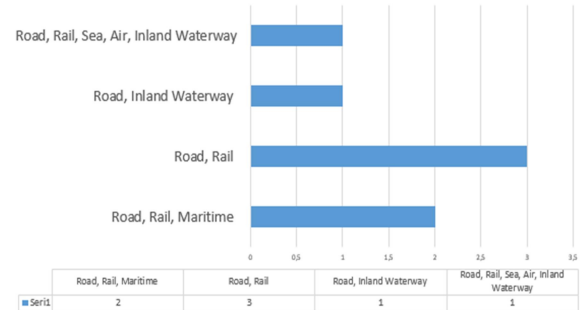 Road, Rail, Sea, Air, Inland Waterway
Road, Inland Waterway
Road, Rail
Road, Rail, Maritime
0 0,5 1 1,5 2 2,5 3 3,5
Road, Rail, Maritime Road, Rail Road, Inland Waterway Road, Rail, Sea, Air, Inland
Waterway
Seri1 2 3 1 1